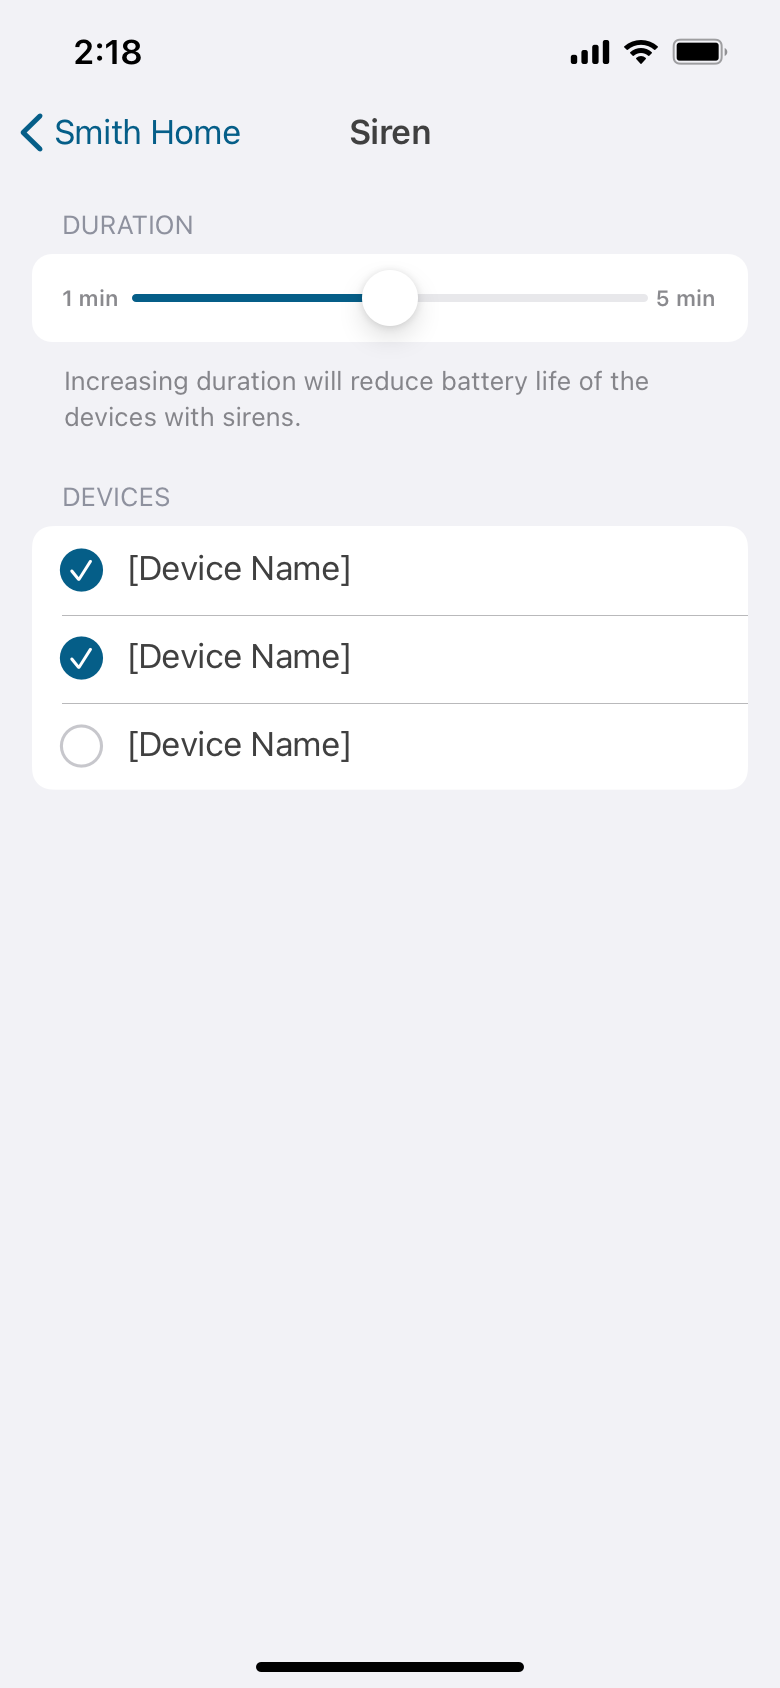 2:18
Smith Home
Siren
DURATION
1 min
5 min
Increasing duration will reduce battery life of the
devices with sirens.
DEVICES
[Device Name]
[Device Name]
[Device Name]